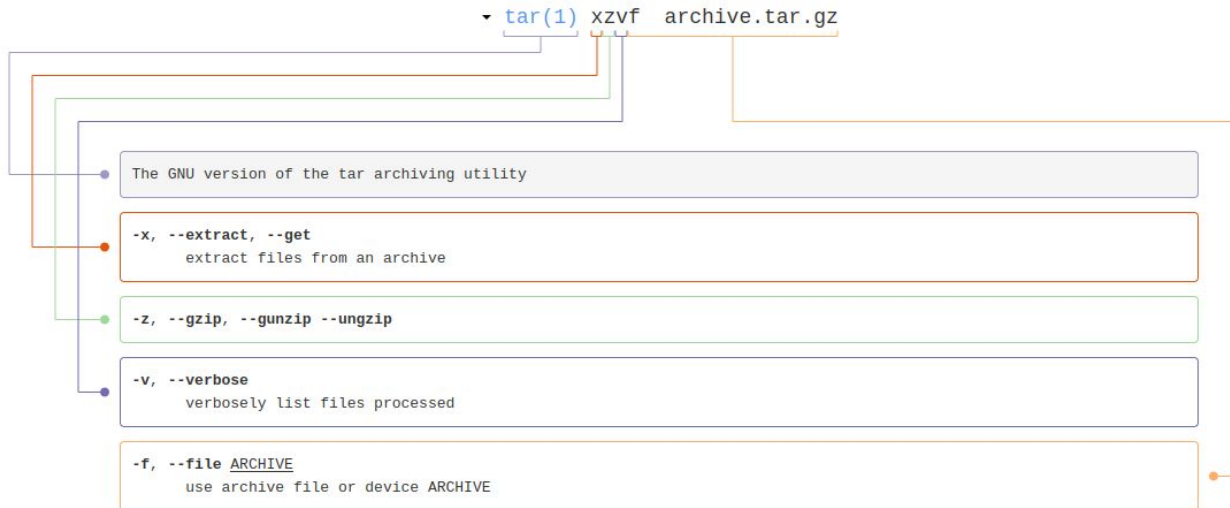 tar(1) xzvf archive.tar.gz
The GNU version of the tar archiving utility
-x, --extract, --get
extract files from an archive
-z, --gzip, --gunzip --ungzip
-v, --verbose
verbosely list files processed
-f, --file ARCHIVE
use archive file or device ARCHIVE